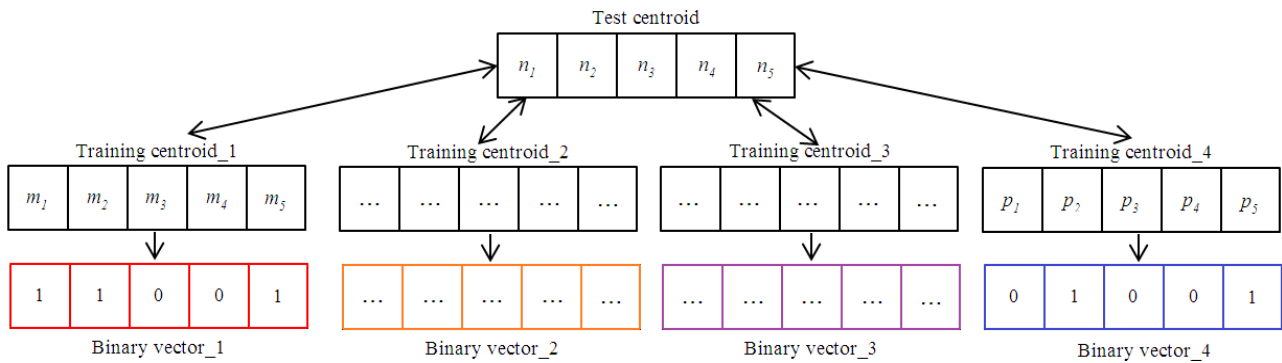 Test centroid
n1 n2 n3 n4 n5
Training centroid_1 Training centroid_2 Training centroid_3 Training centroid_4
m1 m2 m3 m4 m5 ... ... ... ... ... ... ... ... ... ... p1 p2 p3 p4 p5
1 1 0 0 1 ... ... ... ... ... ... ... ... ... ... 0 1 0 0 1
Binary vector_1 Binary vector_2 Binary vector_3 Binary vector_4